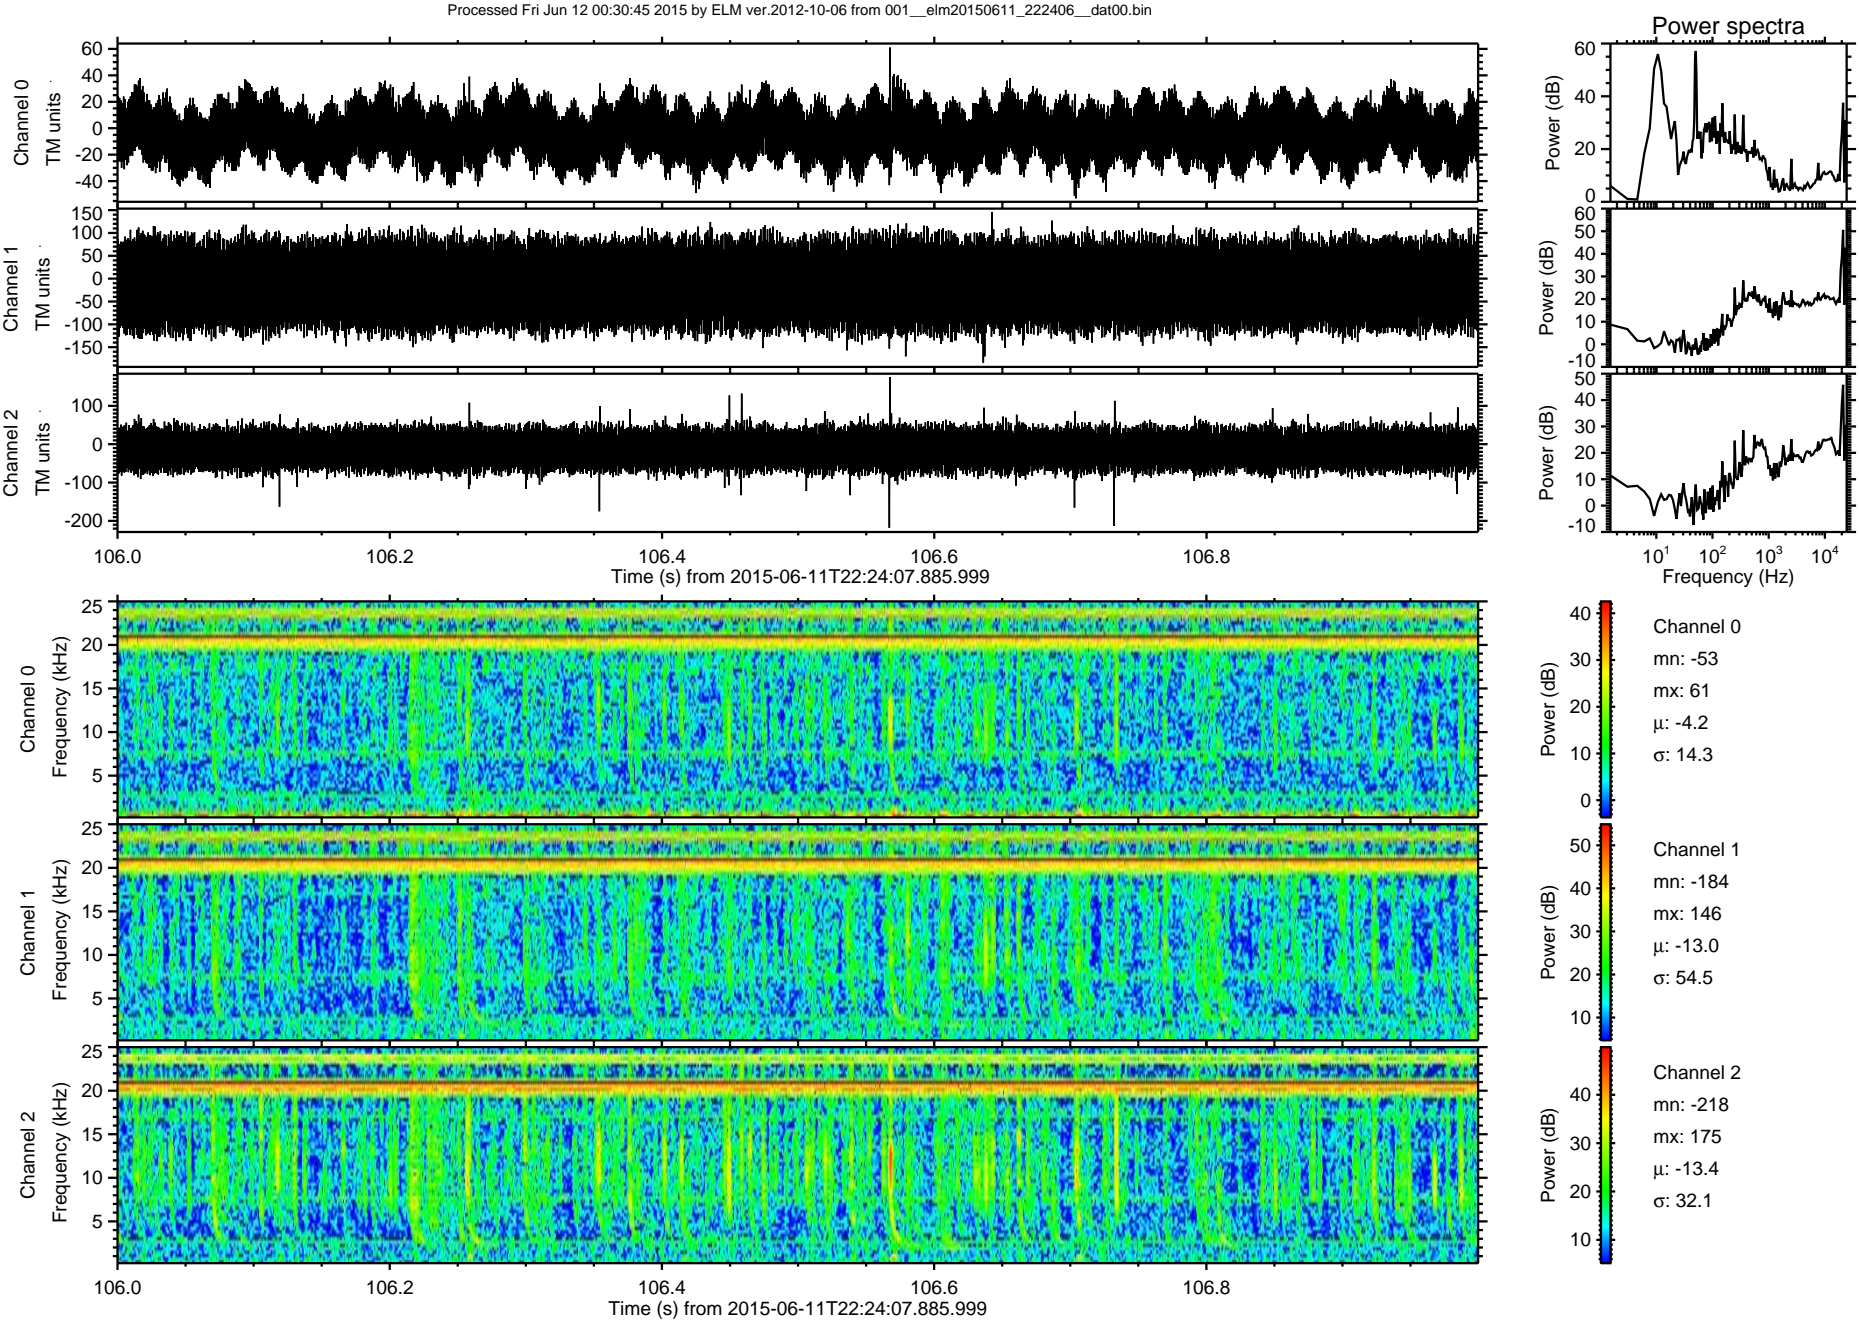 Processed Fri Jun 12 00:30:45 2015 by ELM ver.2012-10-06 from 001__elm20150611_222406__dat00.bin
Power spectra
Channel 0
TM units
60
40
20
0
-20
-40
Power (dB)
60
40
20
0
Channel 1
TM units
150
100
50
0
-50
-100
-150
Power (dB)
60
50
40
30
20
10
0
-10
Channel 2
TM units
100
0
-100
-200
Power (dB)
50
40
30
20
10
0
-10
106.0 106.2 106.4 106.6 106.8
Time (s) from 2015-06-11T22:24:07.885.999
10^1 10^2 10^3 10^4
Frequency (Hz)
Channel 0
Frequency (kHz)
25
20
15
10
5
Power (dB)
40
30
20
10
0
Channel 0
mn: -53
mx: 61
μ: -4.2
σ: 14.3
Channel 1
Frequency (kHz)
25
20
15
10
5
Power (dB)
50
40
30
20
10
Channel 1
mn: -184
mx: 146
μ: -13.0
σ: 54.5
Channel 2
Frequency (kHz)
25
20
15
10
5
Power (dB)
40
30
20
10
Channel 2
mn: -218
mx: 175
μ: -13.4
σ: 32.1
106.0 106.2 106.4 106.6 106.8
Time (s) from 2015-06-11T22:24:07.885.999